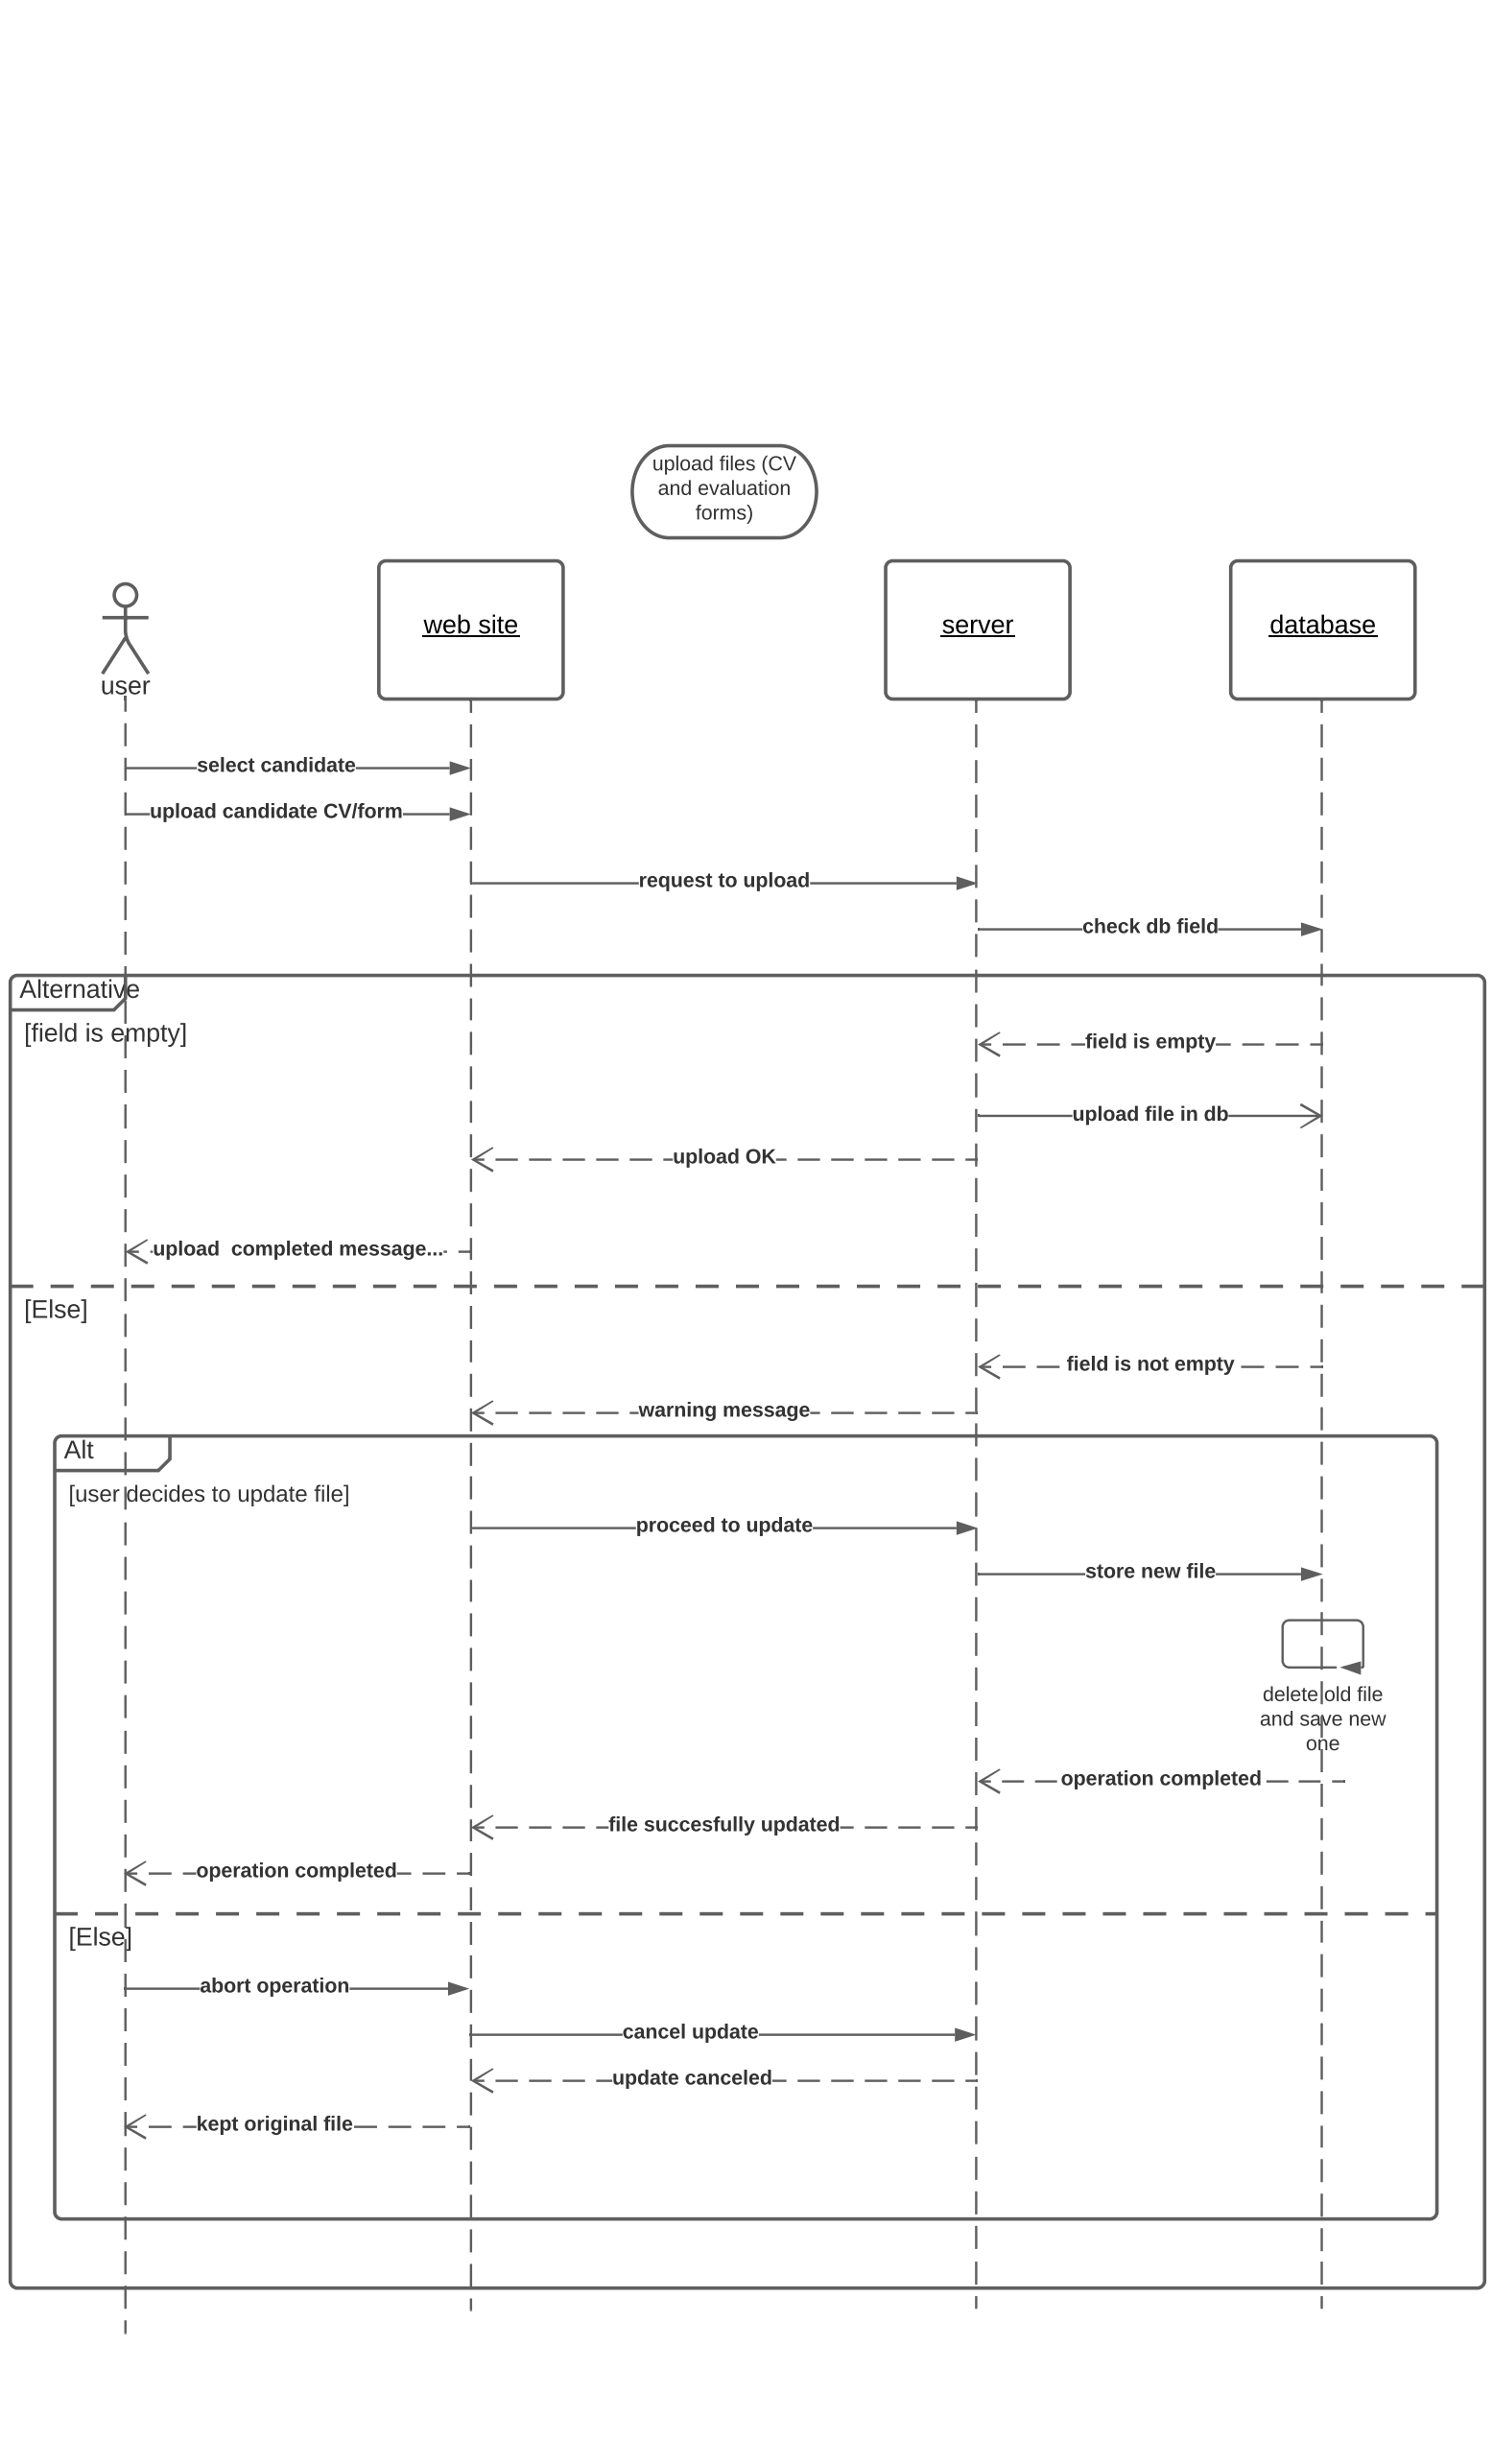 upload files (CV
and evaluation
forms)
user
web site
server
database
select candidate
upload candidate CV/form
request to upload
check db field
Alternative
[field is empty]
field is empty
upload file in db
upload OK
upload  completed message...
[Else]
field is not empty
warning message
Alt
[user decides to update file]
proceed to update
store new file
delete old file
and save new
one
operation completed
file succesfully updated
operation completed
[Else]
abort operation
cancel update
update canceled
kept original file